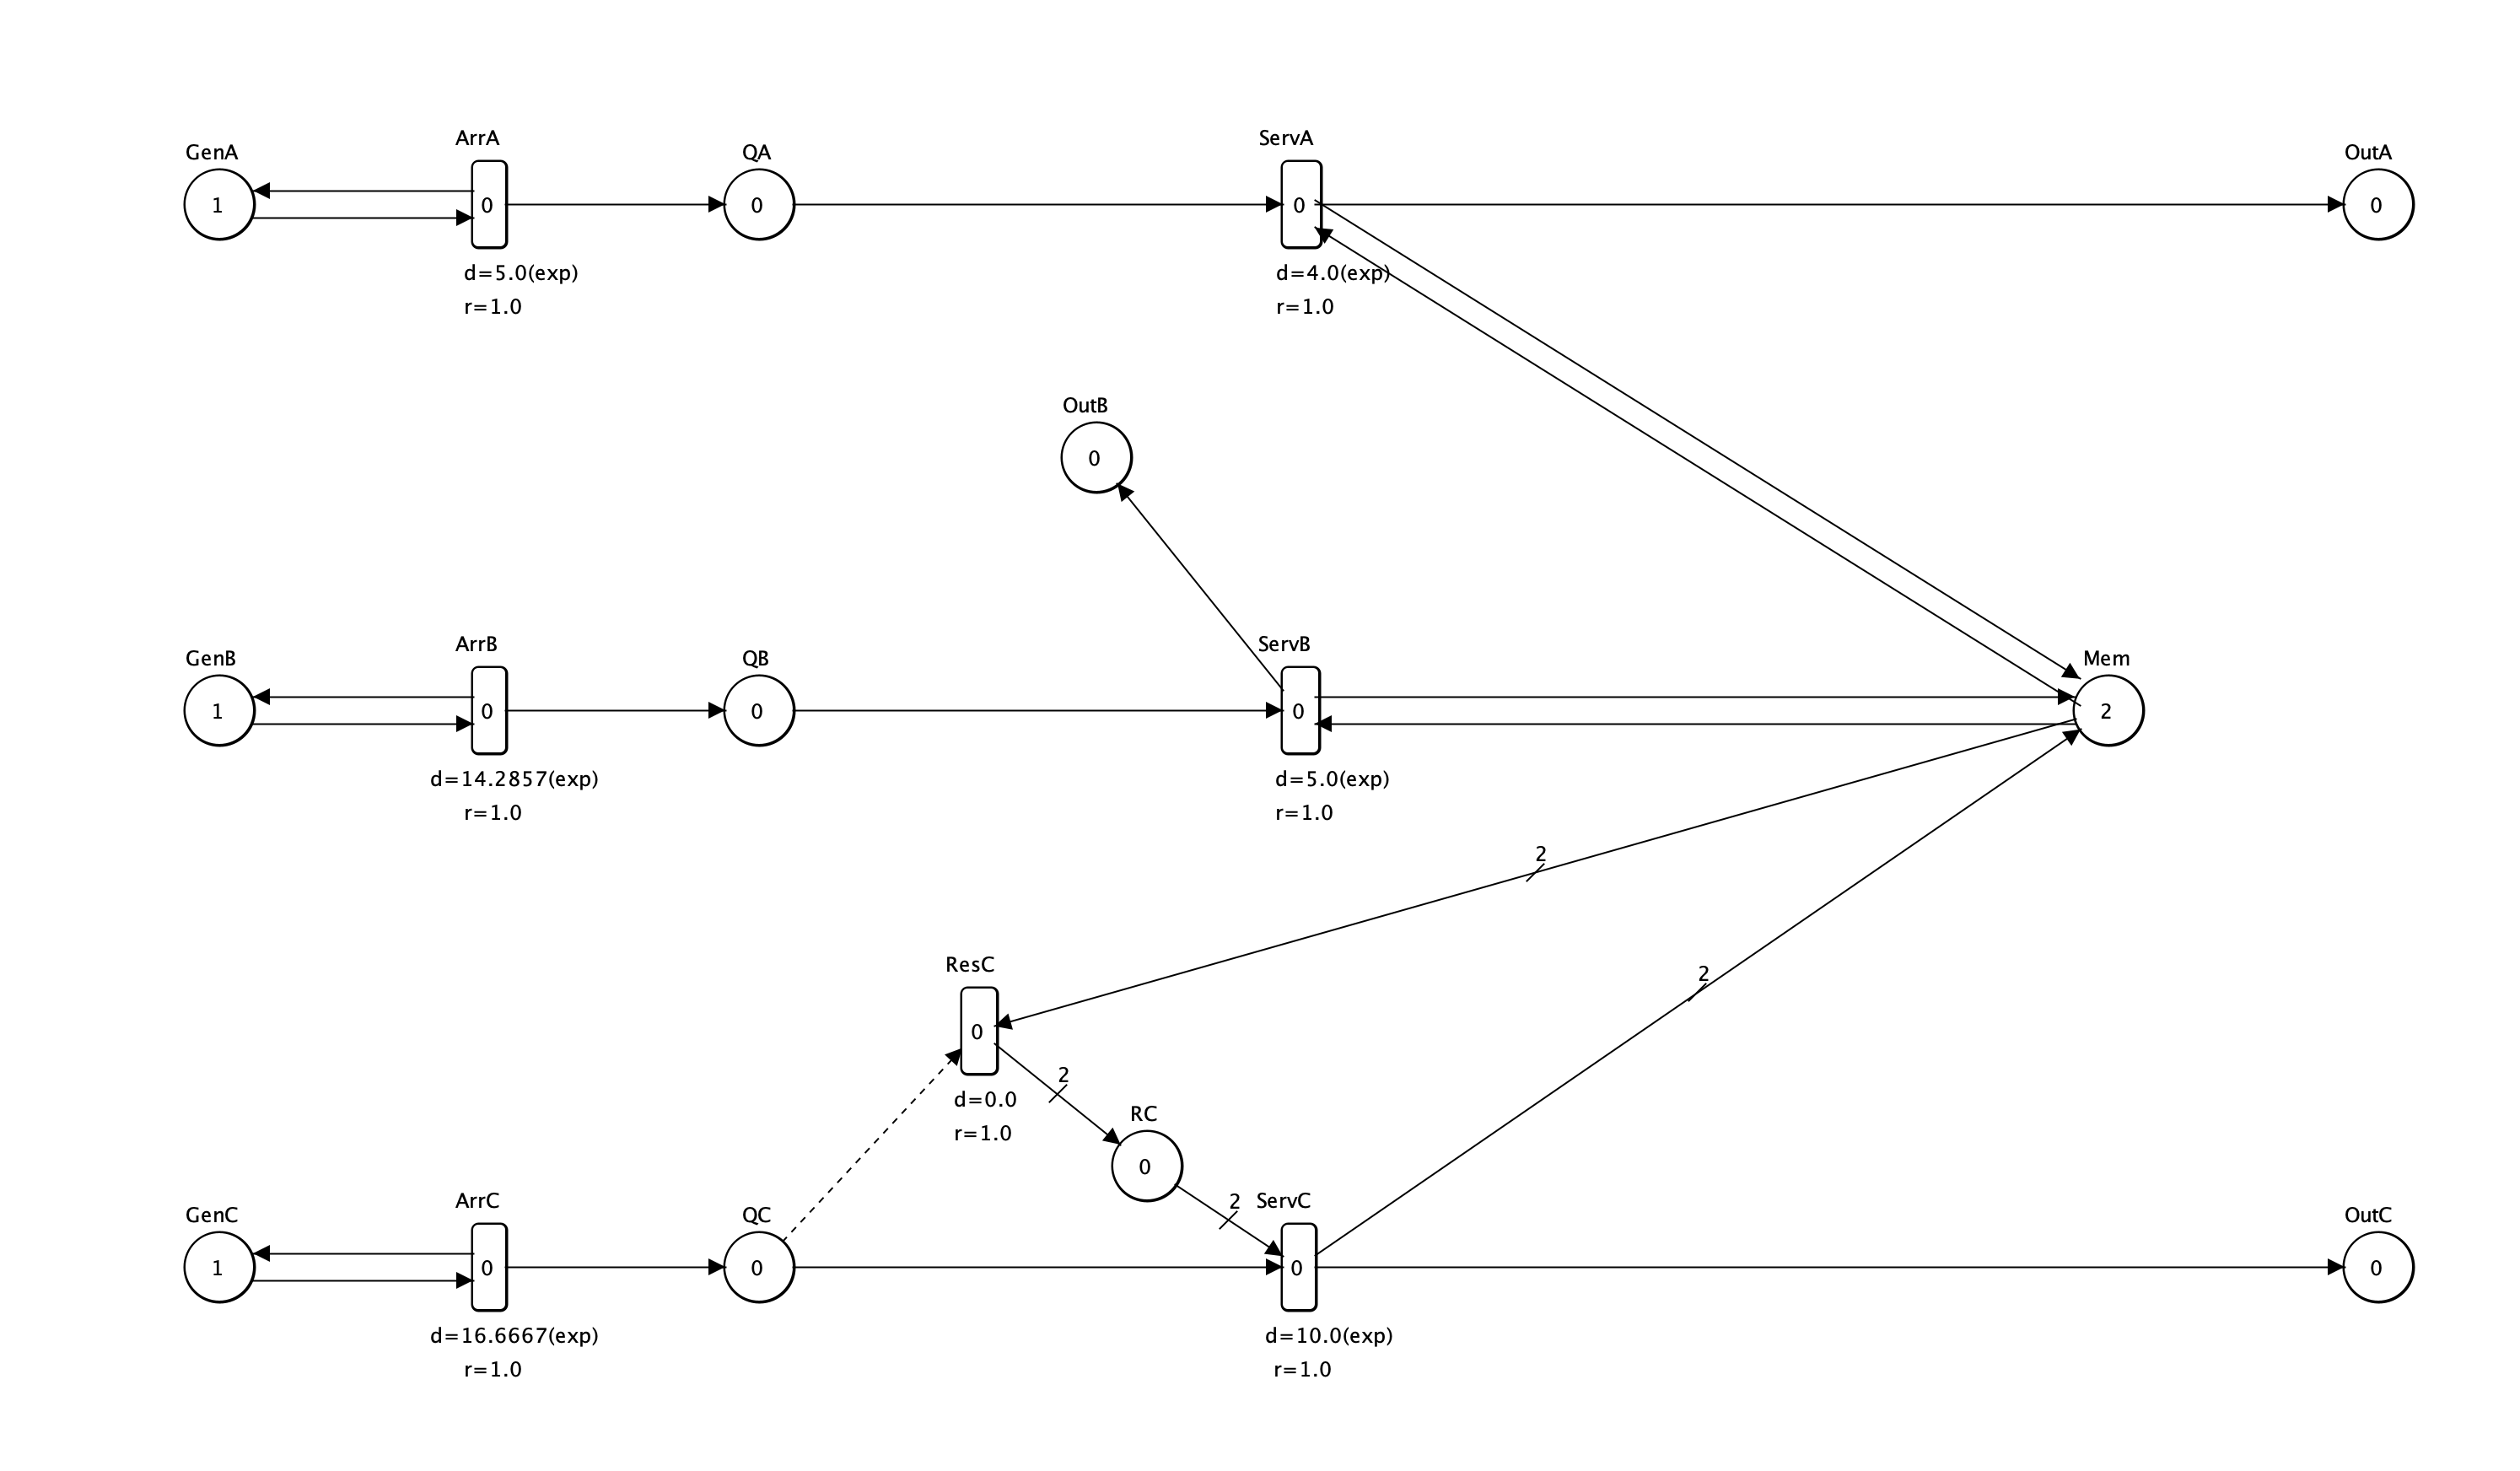 ArrA
ServA
GenA
QA
OutA
1
0
0
0
0
d=5.0(exp)
d=4.0(exp)
r=1.0
r=1.0
OutB
0
ArrB
ServB
GenB
QB
Mem
1
0
0
0
2
d=14.2857(exp)
d=5.0(exp)
r=1.0
r=1.0
2
ResC
2
0
2
d=0.0
RC
r=1.0
0
ArrC
2
ServC
GenC
QC
OutC
1
0
0
0
0
d=16.6667(exp)
d=10.0(exp)
r=1.0
r=1.0